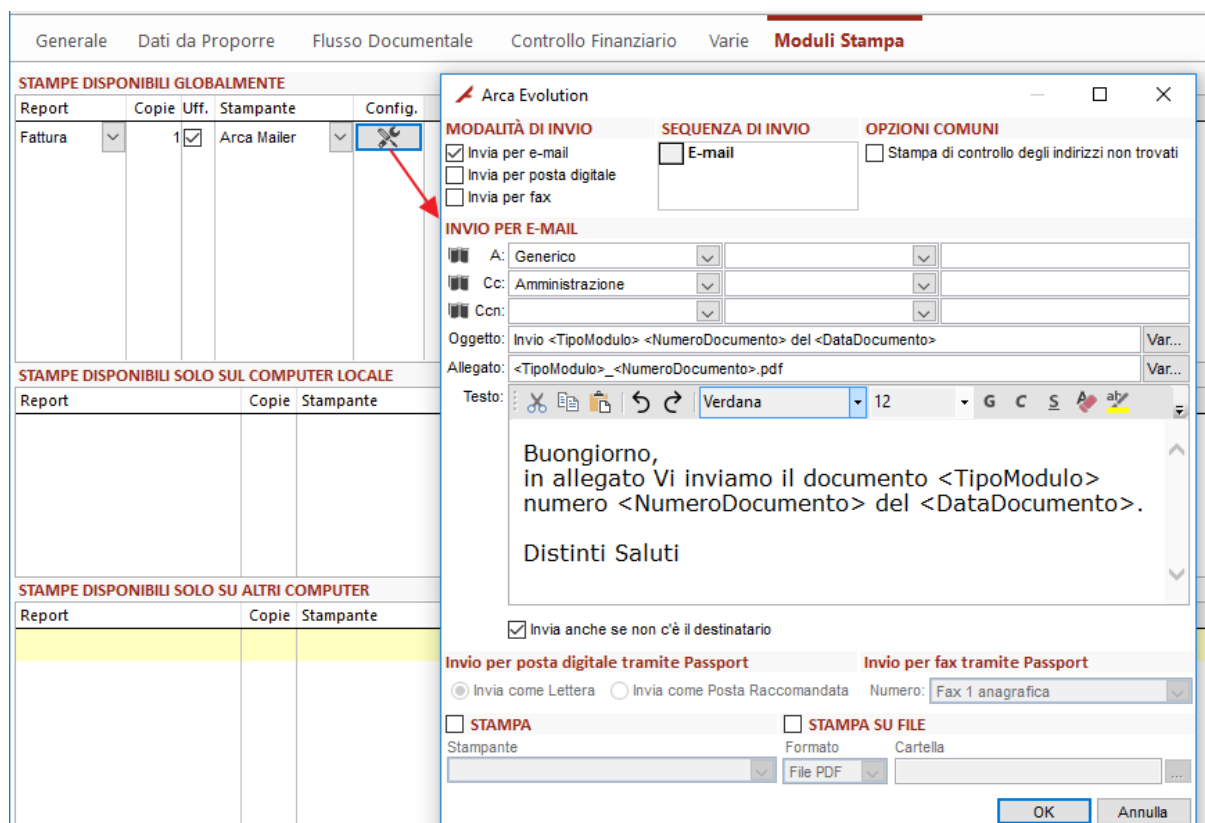 Generale Dati da Proporre Flusso Documentale Controllo Finanziario Varie Moduli Stampa
STAMPE DISPONIBILI GLOBALMENTE
Report Copie Uff. Stampante Config.
Fattura 1 Arca Mailer
STAMPE DISPONIBILI SOLO SUL COMPUTER LOCALE
Report Copie Stampante
STAMPE DISPONIBILI SOLO SU ALTRI COMPUTER
Report Copie Stampante
Arca Evolution
MODALITÀ DI INVIO SEQUENZA DI INVIO OPZIONI COMUNI
Invia per e-mail E-mail Stampa di controllo degli indirizzi non trovati
Invia per posta digitale
Invia per fax
INVIO PER E-MAIL
A: Generico
Cc: Amministrazione
Ccn:
Oggetto: Invio <TipoModulo> <NumeroDocumento> del <DataDocumento> Var...
Allegato: <TipoModulo>_<NumeroDocumento>.pdf Var...
Testo: Verdana 12 G C S ab
Buongiorno,
in allegato Vi inviamo il documento <TipoModulo>
numero <NumeroDocumento> del <DataDocumento>.
Distinti Saluti
Invia anche se non c'è il destinatario
Invio per posta digitale tramite Passport Invio per fax tramite Passport
Invia come Lettera Invia come Posta Raccomandata Numero: Fax 1 anagrafica
STAMPA STAMPA SU FILE
Stampante Formato Cartella
File PDF ...
OK Annulla